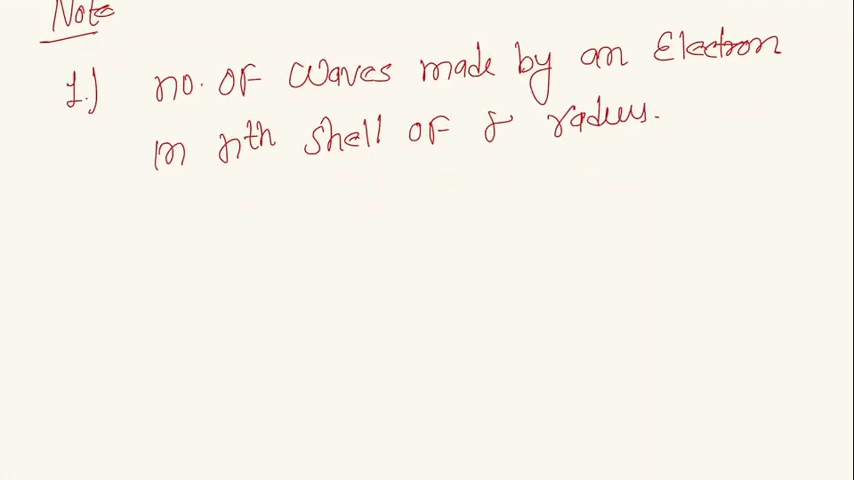 Note
1.) no. OF waves made by an Electron
in nth shell OF r radius.